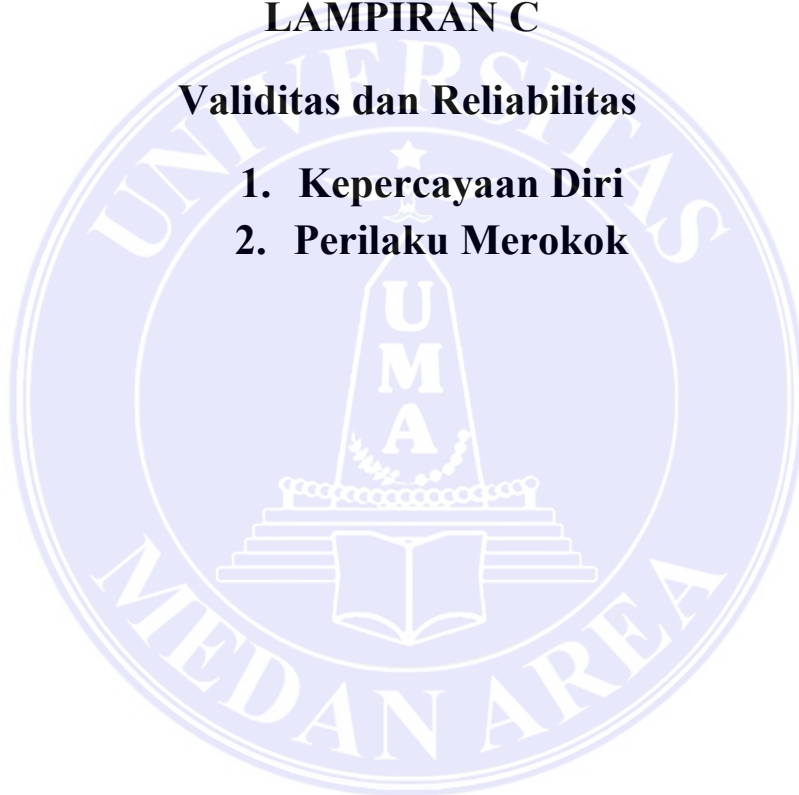 LAMPIRAN C
Validitas dan Reliabilitas
1. Kepercayaan Diri
2. Perilaku Merokok
UNIVERSITAS
UMA
MEDAN AREA